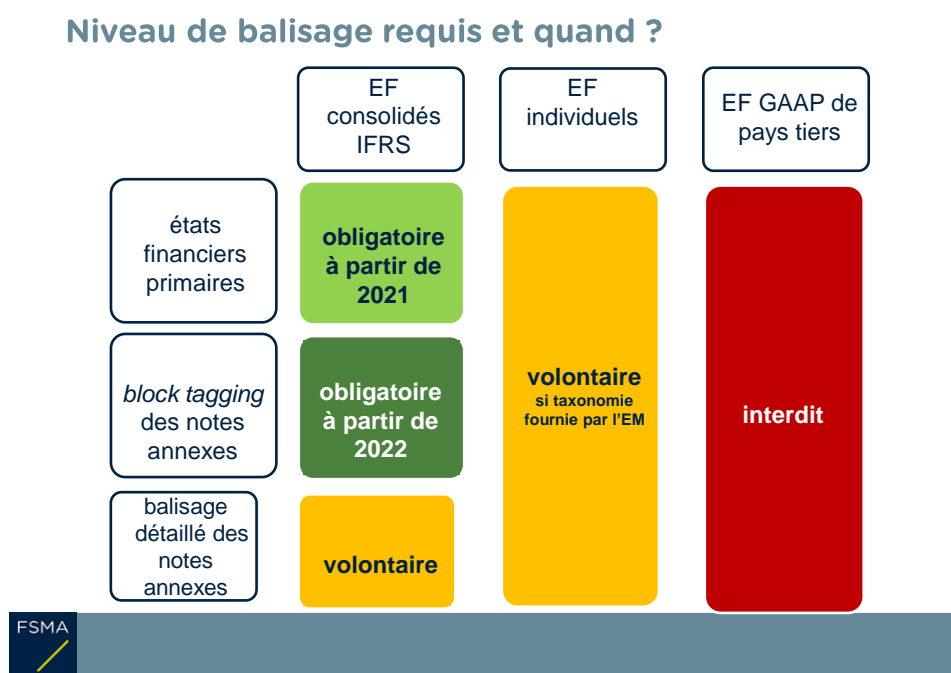 Niveau de balisage requis et quand ?
EF
consolidés
IFRS
EF
individuels
EF GAAP de
pays tiers
états
financiers
primaires
obligatoire
à partir de
2021
block tagging
des notes
annexes
obligatoire
à partir de
2022
volontaire
si taxonomie
fournie par l'EM
interdit
balisage
détaillé des
notes
annexes
volontaire
FSMA